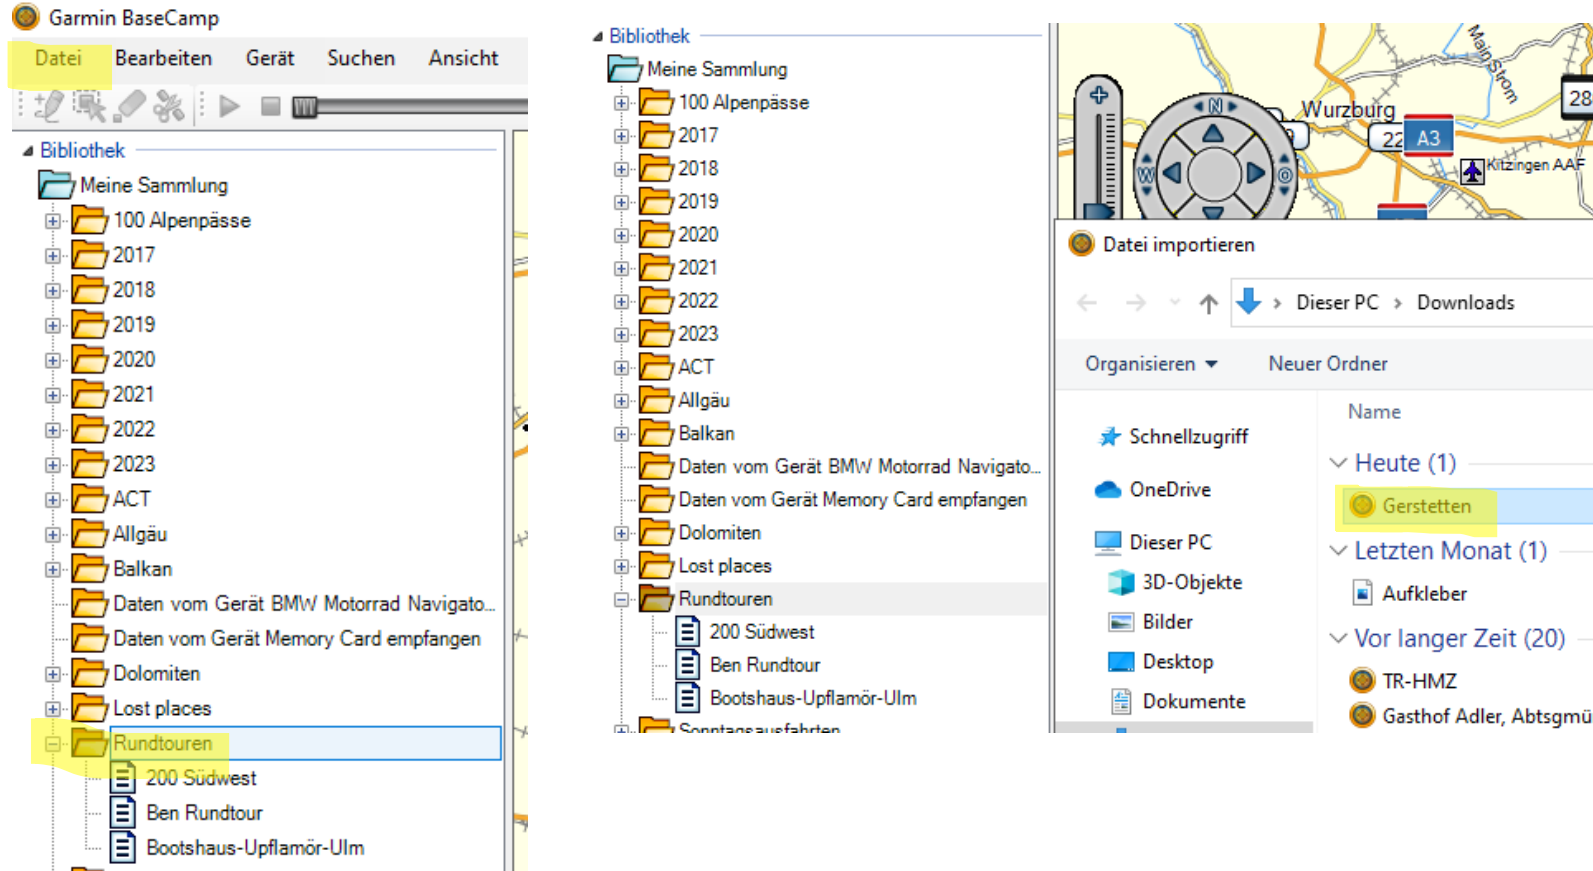 Garmin BaseCamp
Datei Bearbeiten Gerät Suchen Ansicht
Bibliothek
Meine Sammlung
100 Alpenpässe
2017
2018
2019
2020
2021
2022
2023
ACT
Allgäu
Balkan
Daten vom Gerät BMW Motorrad Navigato...
Daten vom Gerät Memory Card empfangen
Dolomiten
Lost places
Rundtouren
200 Südwest
Ben Rundtour
Bootshaus-Upflamör-Ulm
Bibliothek
Meine Sammlung
100 Alpenpässe
2017
2018
2019
2020
2021
2022
2023
ACT
Allgäu
Balkan
Daten vom Gerät BMW Motorrad Navigato...
Daten vom Gerät Memory Card empfangen
Dolomiten
Lost places
Rundtouren
200 Südwest
Ben Rundtour
Bootshaus-Upflamör-Ulm
Sonntagsausfahrten
Main Strom
28
Wurzburg
9
22 A3
Kitzingen AAF
N
W
O
Datei importieren
Dieser PC > Downloads
Organisieren Neuer Ordner
Schnellzugriff
OneDrive
Dieser PC
3D-Objekte
Bilder
Desktop
Dokumente
Name
Heute (1)
Gerstetten
Letzten Monat (1)
Aufkleber
Vor langer Zeit (20)
TR-HMZ
Gasthof Adler, Abtsgmü